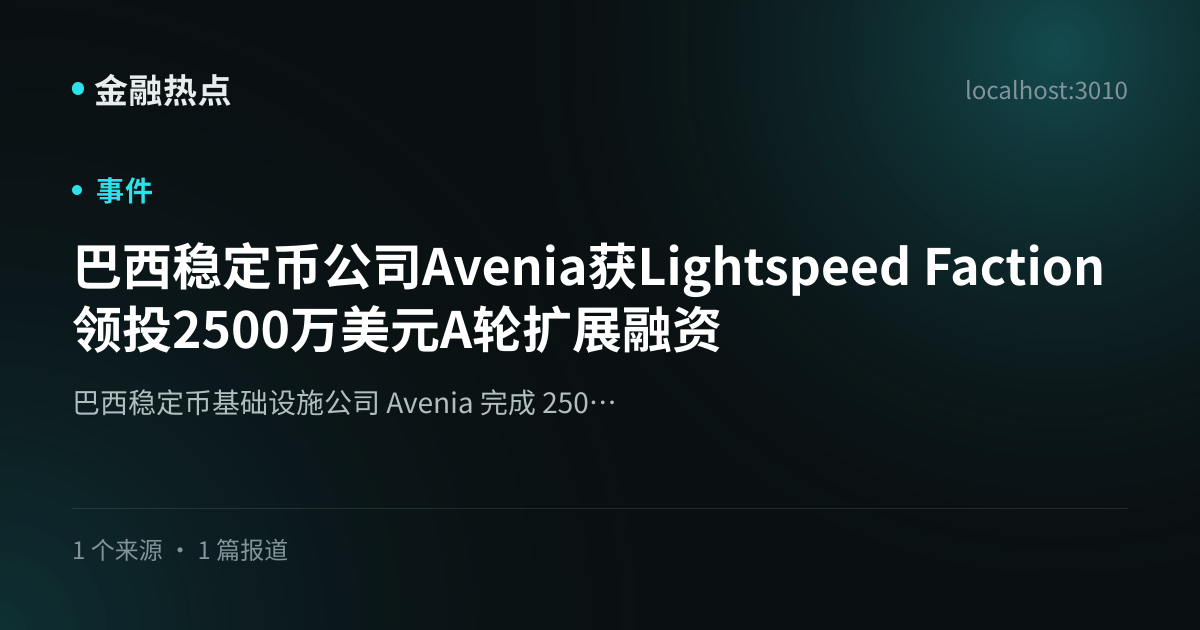 金融热点
localhost:3010
事件
巴西稳定币公司Avenia获Lightspeed Faction
领投2500万美元A轮扩展融资
巴西稳定币基础设施公司 Avenia 完成 250…
1 个来源 · 1 篇报道